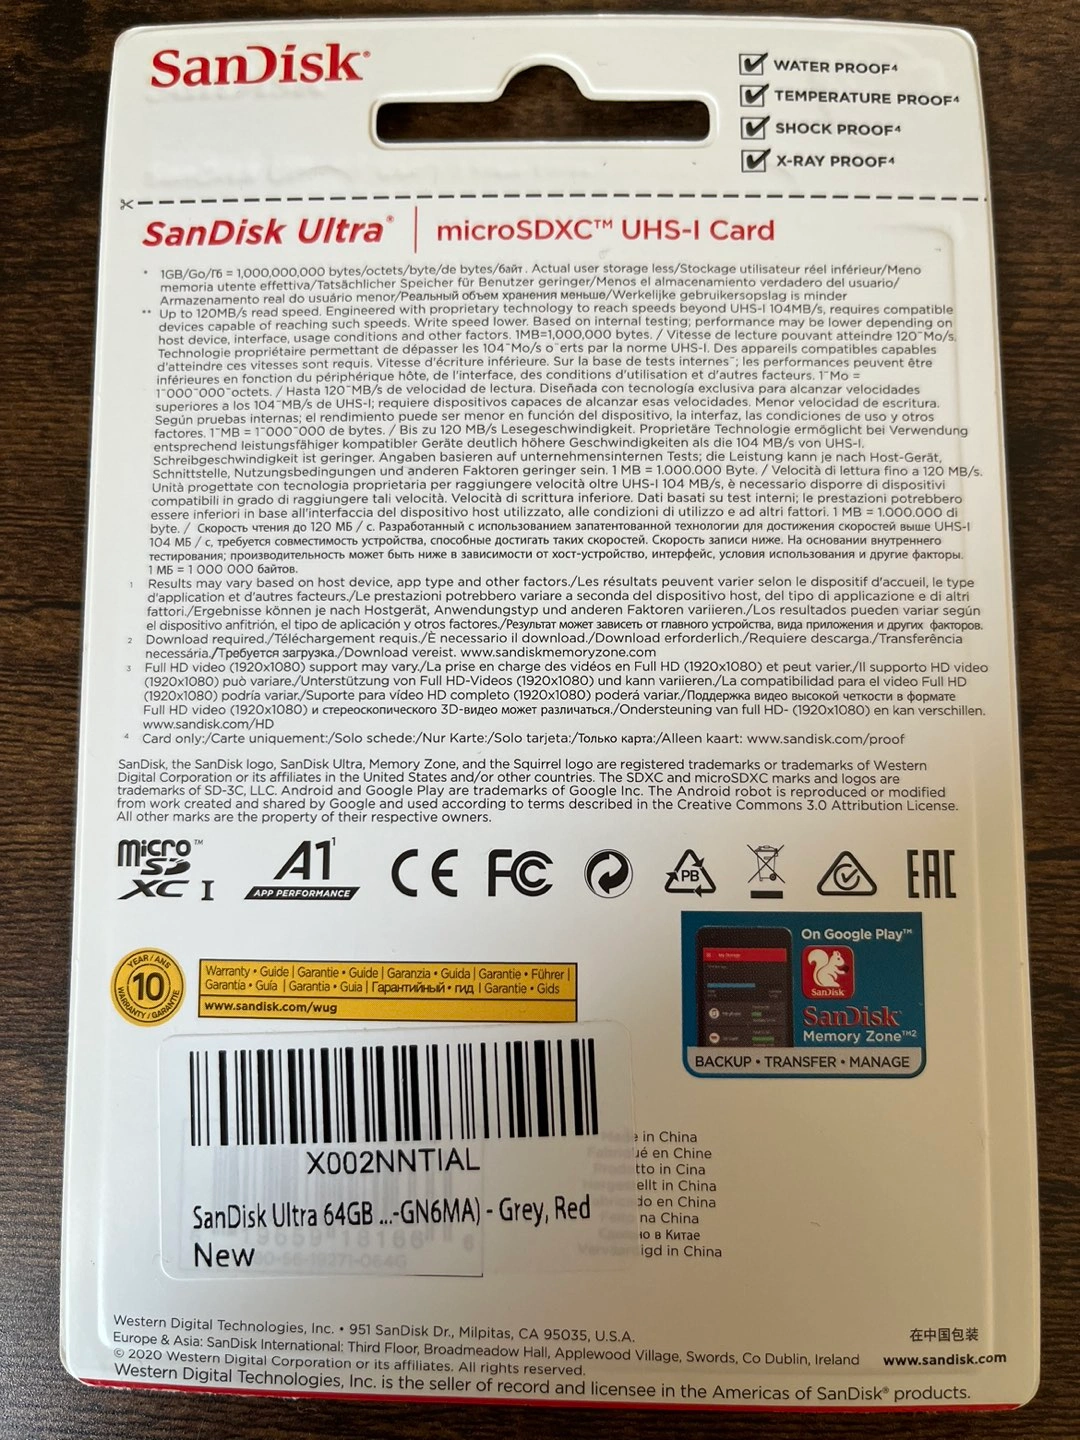 SanDisk®
WATER PROOF⁴
TEMPERATURE PROOF⁴
SHOCK PROOF⁴
X-RAY PROOF⁴
SanDisk Ultra® | microSDXC™ UHS-I Card
* 1GB/Go/Гб = 1,000,000,000 bytes/octets/byte/de bytes/байт . Actual user storage less/Stockage utilisateur réel inférieur/Meno
memoria utente effettiva/Tatsächlicher Speicher für Benutzer geringer/Menos el almacenamiento verdadero del usuario/
Armazenamento real do usuário menor/Реальный объем хранения меньше/Werkelijke gebruikersopslag is minder
** Up to 120MB/s read speed. Engineered with proprietary technology to reach speeds beyond UHS-I 104MB/s, requires compatible
devices capable of reaching such speeds. Write speed lower. Based on internal testing; performance may be lower depending on
host device, interface, usage conditions and other factors. 1MB=1,000,000 bytes. / Vitesse de lecture pouvant atteindre 120˜Mo/s.
Technologie propriétaire permettant de dépasser les 104˜Mo/s o˝erts par la norme UHS-I. Des appareils compatibles capables
d'atteindre ces vitesses sont requis. Vitesse d'écriture inférieure. Sur la base de tests internes˜; les performances peuvent être
inférieures en fonction du périphérique hôte, de l'interface, des conditions d'utilisation et d'autres facteurs. 1˜Mo =
1˜000˜000˜octets. / Hasta 120˜MB/s de velocidad de lectura. Diseñada con tecnología exclusiva para alcanzar velocidades
superiores a los 104˜MB/s de UHS-I; requiere dispositivos capaces de alcanzar esas velocidades. Menor velocidad de escritura.
Según pruebas internas; el rendimiento puede ser menor en función del dispositivo, la interfaz, las condiciones de uso y otros
factores. 1˜MB = 1˜000˜000 de bytes. / Bis zu 120 MB/s Lesegeschwindigkeit. Proprietäre Technologie ermöglicht bei Verwendung
entsprechend leistungsfähiger kompatibler Geräte deutlich höhere Geschwindigkeiten als die 104 MB/s von UHS-I.
Schreibgeschwindigkeit ist geringer. Angaben basieren auf unternehmensinternen Tests; die Leistung kann je nach Host-Gerät,
Schnittstelle, Nutzungsbedingungen und anderen Faktoren geringer sein. 1 MB = 1.000.000 Byte. / Velocità di lettura fino a 120 MB/s.
Unità progettate con tecnologia proprietaria per raggiungere velocità oltre UHS-I 104 MB/s, è necessario disporre di dispositivi
compatibili in grado di raggiungere tali velocità. Velocità di scrittura inferiore. Dati basati su test interni; le prestazioni potrebbero
essere inferiori in base all'interfaccia del dispositivo host utilizzato, alle condizioni di utilizzo e ad altri fattori. 1 MB = 1.000.000 di
byte. / Скорость чтения до 120 МБ / с. Разработанный с использованием запатентованной технологии для достижения скоростей выше UHS-I
104 МБ / с, требуется совместимость устройства, способные достигать таких скоростей. Скорость записи ниже. На основании внутреннего
тестирования; производительность может быть ниже в зависимости от хост-устройство, интерфейс, условия использования и другие факторы.
1 МБ = 1 000 000 байтов.
1 Results may vary based on host device, app type and other factors./Les résultats peuvent varier selon le dispositif d'accueil, le type
d'application et d'autres facteurs./Le prestazioni potrebbero variare a seconda del dispositivo host, del tipo di applicazione e di altri
fattori./Ergebnisse können je nach Hostgerät, Anwendungstyp und anderen Faktoren variieren./Los resultados pueden variar según
el dispositivo anfitrión, el tipo de aplicación y otros factores./Результат может зависеть от главного устройства, вида приложения и других факторов.
2 Download required./Téléchargement requis./È necessario il download./Download erforderlich./Requiere descarga./Transferência
necessária./Требуется загрузка./Download vereist. www.sandiskmemoryzone.com
3 Full HD video (1920x1080) support may vary./La prise en charge des vidéos en Full HD (1920x1080) et peut varier./Il supporto HD video
(1920x1080) può variare./Unterstützung von Full HD-Videos (1920x1080) und kann variieren./La compatibilidad para el video Full HD
(1920x1080) podría variar./Suporte para vídeo HD completo (1920x1080) poderá variar./Поддержка видео высокой четкости в формате
Full HD video (1920x1080) и стереоскопического 3D-видео может различаться./Ondersteuning van full HD- (1920x1080) en kan verschillen.
www.sandisk.com/HD
4 Card only:/Carte uniquement:/Solo schede:/Nur Karte:/Solo tarjeta:/Только карта:/Alleen kaart: www.sandisk.com/proof
SanDisk, the SanDisk logo, SanDisk Ultra, Memory Zone, and the Squirrel logo are registered trademarks or trademarks of Western
Digital Corporation or its affiliates in the United States and/or other countries. The SDXC and microSDXC marks and logos are
trademarks of SD-3C, LLC. Android and Google Play are trademarks of Google Inc. The Android robot is reproduced or modified
from work created and shared by Google and used according to terms described in the Creative Commons 3.0 Attribution License.
All other marks are the property of their respective owners.
micro SD XC I™
A1¹ APP PERFORMANCE
CE FC PB EAC
YEAR/ANS 10 WARRANTY/GARANTIE
Warranty • Guide | Garantie • Guide | Garanzia • Guida | Garantie • Führer |
Garantía • Guía | Garantia • Guia | Гарантийный • гид | Garantie • Gids
www.sandisk.com/wug
On Google Play™
SanDisk
SanDisk®
Memory Zone™²
BACKUP • TRANSFER • MANAGE
X002NNTIAL
SanDisk Ultra 64GB ...-GN6MA) - Grey, Red
New
Made in China
Fabriqué en Chine
Prodotto in Cina
Hergestellt in China
Fabricado en China
na China
в Китае
Vervaardigd in China
Western Digital Technologies, Inc. • 951 SanDisk Dr., Milpitas, CA 95035, U.S.A.
Europe & Asia: SanDisk International: Third Floor, Broadmeadow Hall, Applewood Village, Swords, Co Dublin, Ireland
© 2020 Western Digital Corporation or its affiliates. All rights reserved.
Western Digital Technologies, Inc. is the seller of record and licensee in the Americas of SanDisk® products.
在中国包装
www.sandisk.com